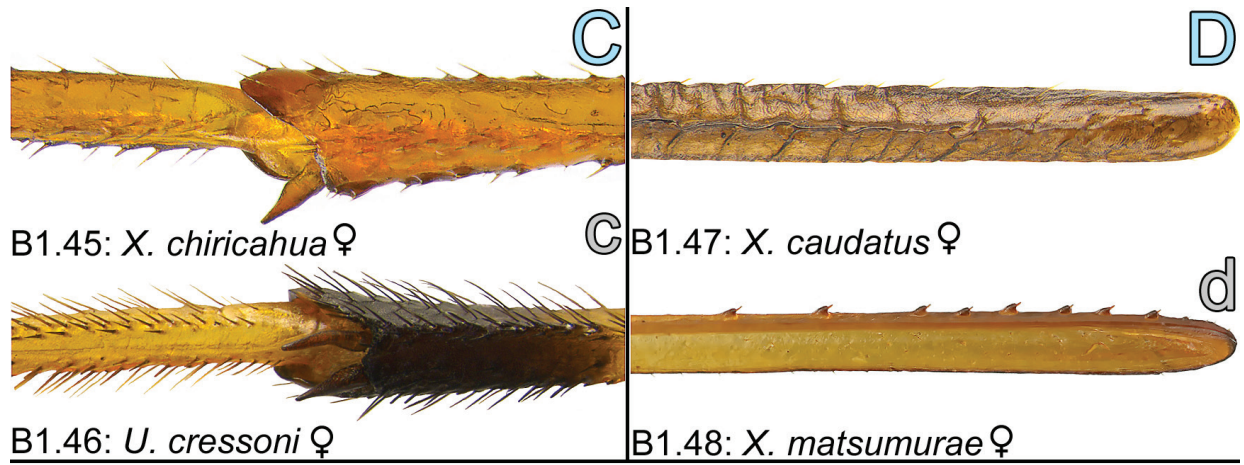 C
B1.45: X. chiricahua♀
c
B1.46: U. cressoni♀
D
B1.47: X. caudatus♀
d
B1.48: X. matsumurae♀